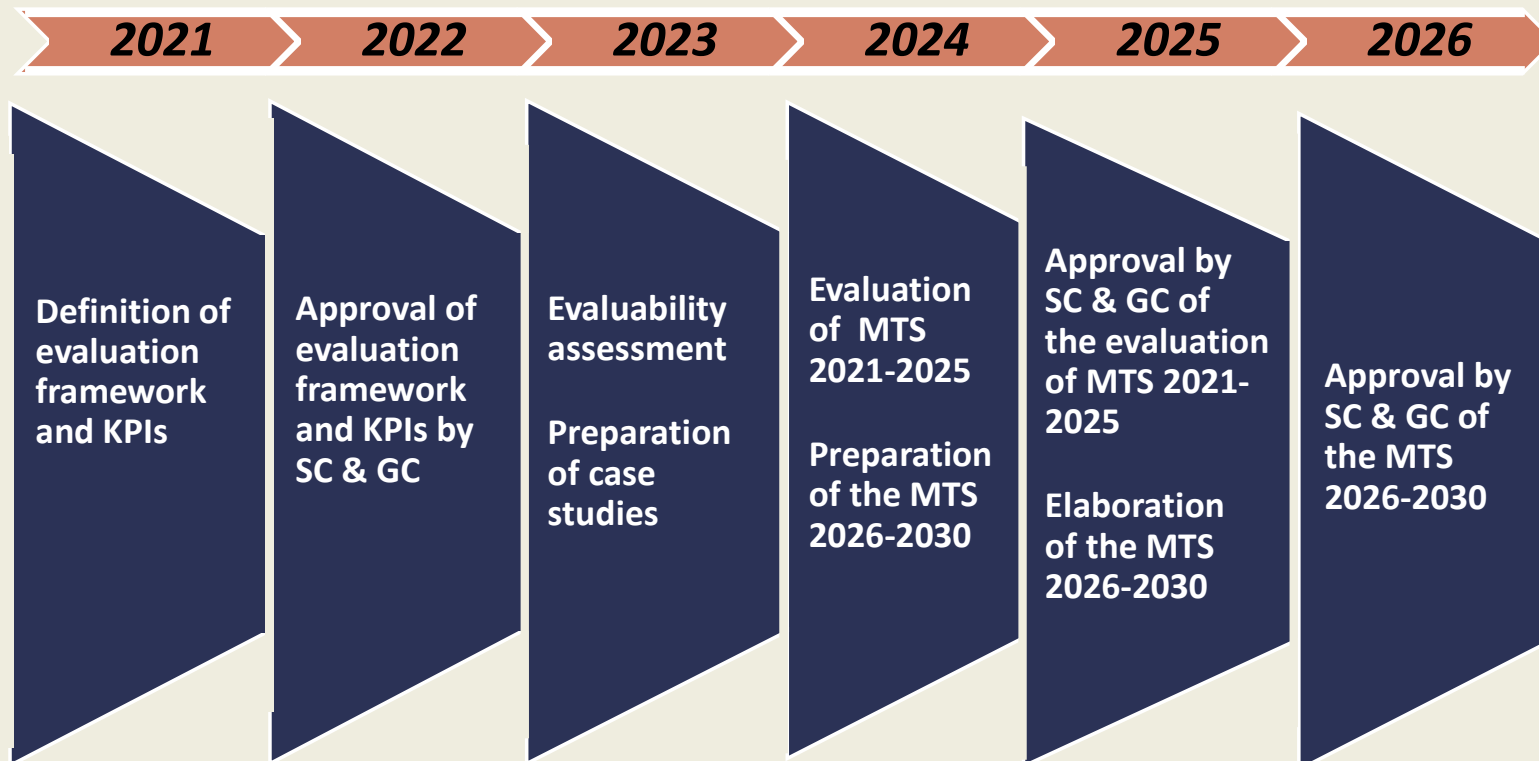 2021
2022
2023
2024
2025
2026
Definition of
evaluation
framework
and KPIs
Approval of
evaluation
framework
and KPIs by
SC & GC
Evaluability
assessment
Preparation
of case
studies
Evaluation
of  MTS
2021-2025
Preparation
of the MTS
2026-2030
Approval by
SC & GC of
the evaluation
of MTS 2021-
2025
Elaboration
of the MTS
2026-2030
Approval by
SC & GC of
the MTS
2026-2030